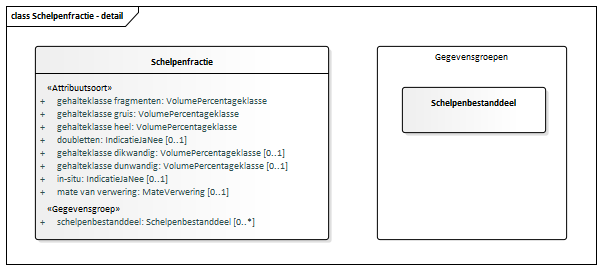 class Schelpenfractie - detail
Schelpenfractie
«Attribuutsoort»
+ gehalteklasse fragmenten: VolumePercentageklasse
+ gehalteklasse gruis: VolumePercentageklasse
+ gehalteklasse heel: VolumePercentageklasse
+ doubletten: IndicatieJaNee [0..1]
+ gehalteklasse dikwandig: VolumePercentageklasse [0..1]
+ gehalteklasse dunwandig: VolumePercentageklasse [0..1]
+ in-situ: IndicatieJaNee [0..1]
+ mate van verwering: MateVerwering [0..1]
«Gegevensgroep»
+ schelpenbestanddeel: Schelpenbestanddeel [0..*]
Gegevensgroepen
Schelpenbestanddeel